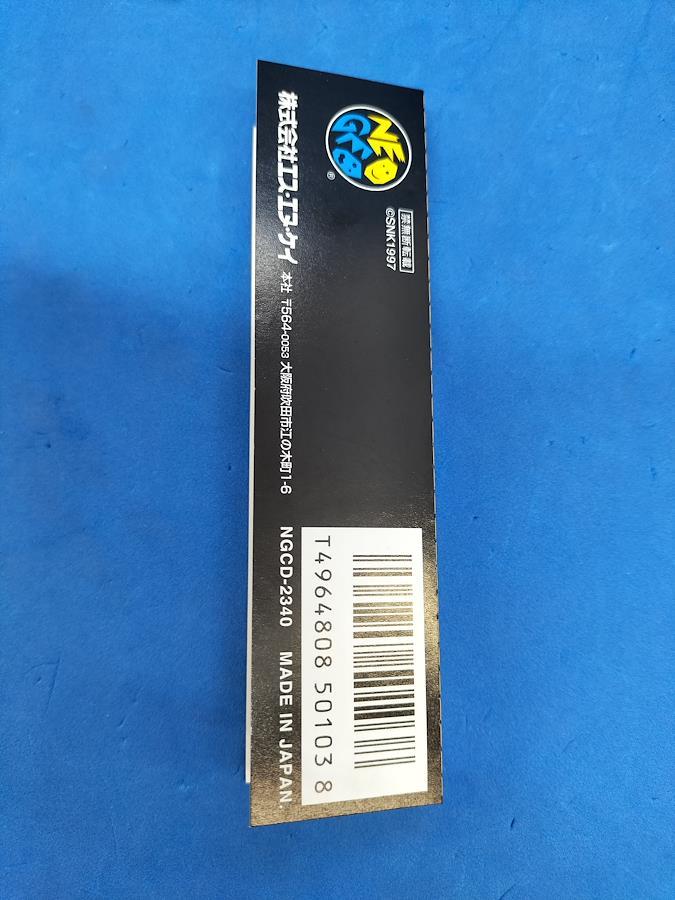 NEO
GEO
®
禁無断転載
©SNK1997
株式会社エス・エヌ・ケイ 本社 〒564-0053 大阪府吹田市江の木町1-6 NGCD-2340 MADE IN JAPAN.
T4964808 50103 8